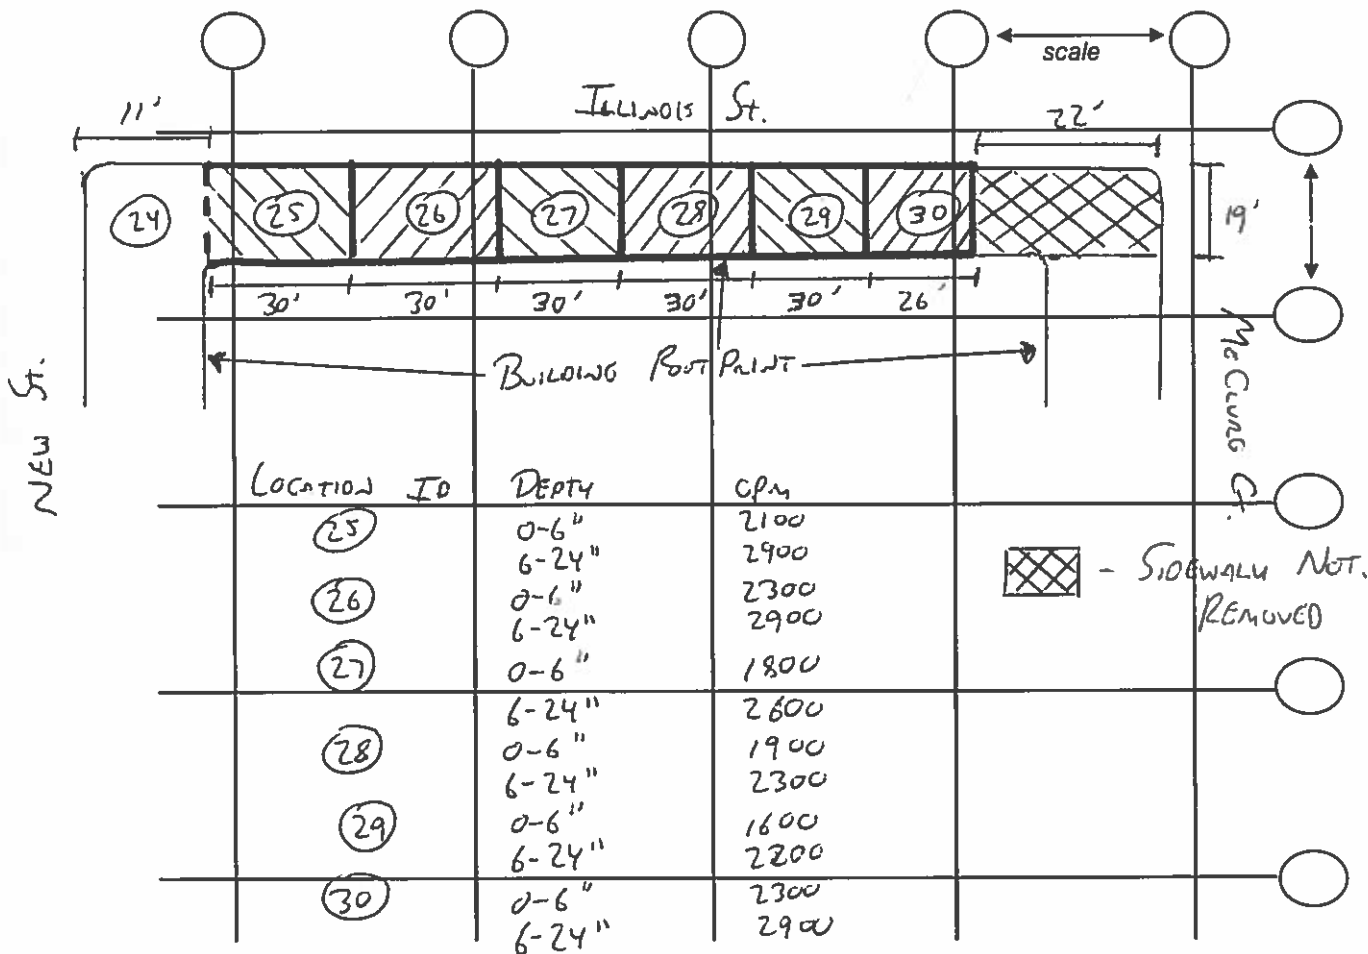 scale
ILLINOIS St.
11'
22'
24 25 26 27 28 29 30
19'
30' 30' 30' 30' 30' 26'
BUILDING FOOTPRINT
NEW St.
McCLURG Ct.
LOCATION ID DEPTH CPM
25 0-6" 2100
6-24" 2900
26 0-6" 2300
6-24" 2900
27 0-6" 1800
6-24" 2600
28 0-6" 1900
6-24" 2300
29 0-6" 1600
6-24" 2200
30 0-6" 2300
6-24" 2900
- SIDEWALK NOT
REMOVED